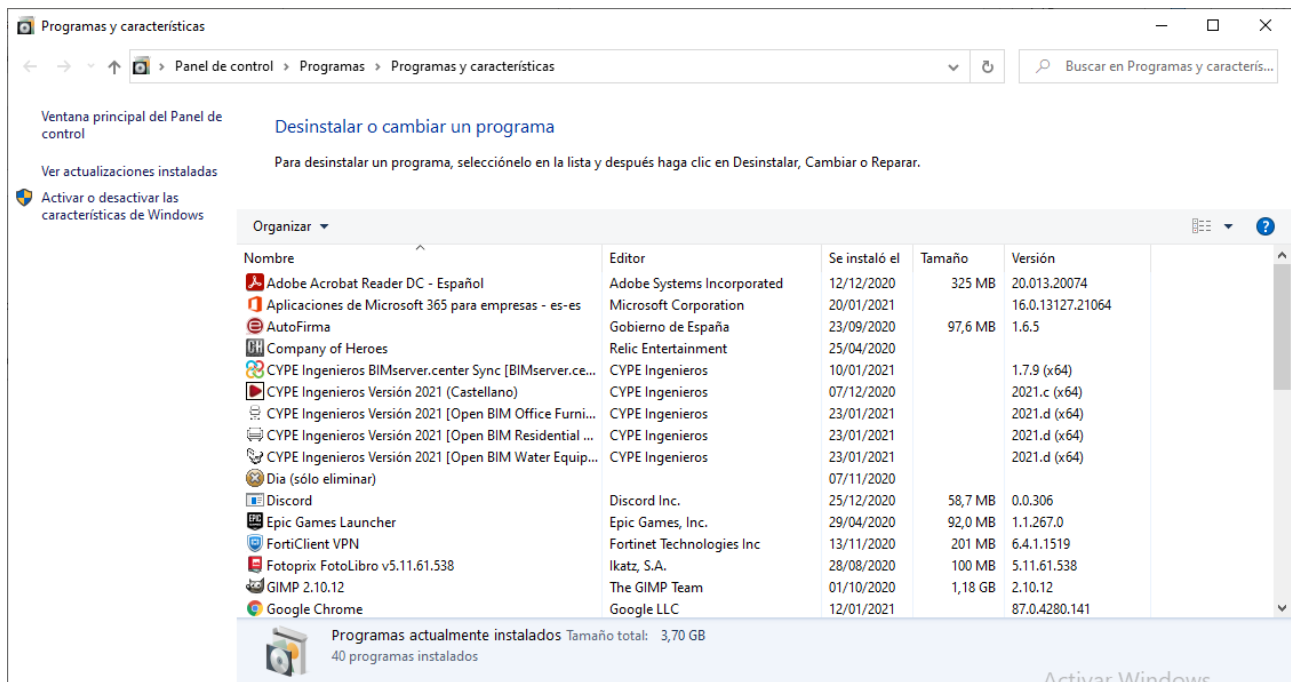 Programas y características
Panel de control > Programas > Programas y características
Buscar en Programas y caracterís...
Ventana principal del Panel de
control
Ver actualizaciones instaladas
Activar o desactivar las
características de Windows
Desinstalar o cambiar un programa
Para desinstalar un programa, selecciónelo en la lista y después haga clic en Desinstalar, Cambiar o Reparar.
Organizar
Nombre Editor Se instaló el Tamaño Versión
Adobe Acrobat Reader DC - Español Adobe Systems Incorporated 12/12/2020 325 MB 20.013.20074
Aplicaciones de Microsoft 365 para empresas - es-es Microsoft Corporation 20/01/2021 16.0.13127.21064
AutoFirma Gobierno de España 23/09/2020 97,6 MB 1.6.5
Company of Heroes Relic Entertainment 25/04/2020
CYPE Ingenieros BIMserver.center Sync [BIMserver.ce... CYPE Ingenieros 10/01/2021 1.7.9 (x64)
CYPE Ingenieros Versión 2021 (Castellano) CYPE Ingenieros 07/12/2020 2021.c (x64)
CYPE Ingenieros Versión 2021 [Open BIM Office Furni... CYPE Ingenieros 23/01/2021 2021.d (x64)
CYPE Ingenieros Versión 2021 [Open BIM Residential ... CYPE Ingenieros 23/01/2021 2021.d (x64)
CYPE Ingenieros Versión 2021 [Open BIM Water Equip... CYPE Ingenieros 23/01/2021 2021.d (x64)
Dia (sólo eliminar) 07/11/2020
Discord Discord Inc. 25/12/2020 58,7 MB 0.0.306
Epic Games Launcher Epic Games, Inc. 29/04/2020 92,0 MB 1.1.267.0
FortiClient VPN Fortinet Technologies Inc 13/11/2020 201 MB 6.4.1.1519
Fotoprix FotoLibro v5.11.61.538 Ikatz, S.A. 28/08/2020 100 MB 5.11.61.538
GIMP 2.10.12 The GIMP Team 01/10/2020 1,18 GB 2.10.12
Google Chrome Google LLC 12/01/2021 87.0.4280.141
Programas actualmente instalados Tamaño total: 3,70 GB
40 programas instalados
Activar Windows